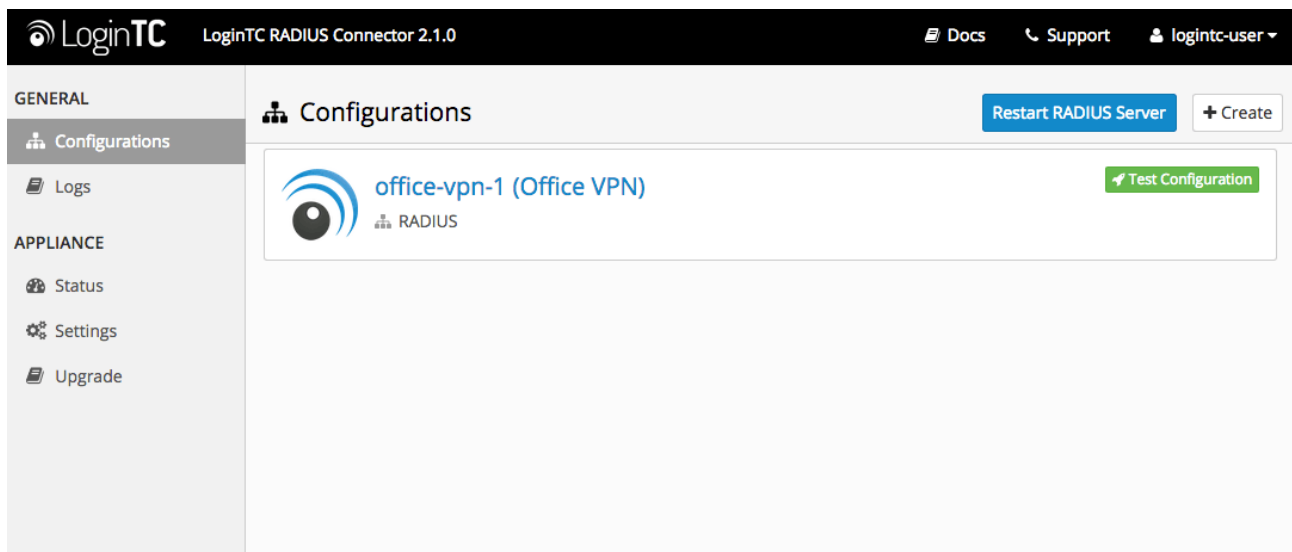 LoginTC LoginTC RADIUS Connector 2.1.0 Docs Support logintc-user
GENERAL
Configurations
Logs
APPLIANCE
Status
Settings
Upgrade
Configurations Restart RADIUS Server + Create
office-vpn-1 (Office VPN) Test Configuration
RADIUS